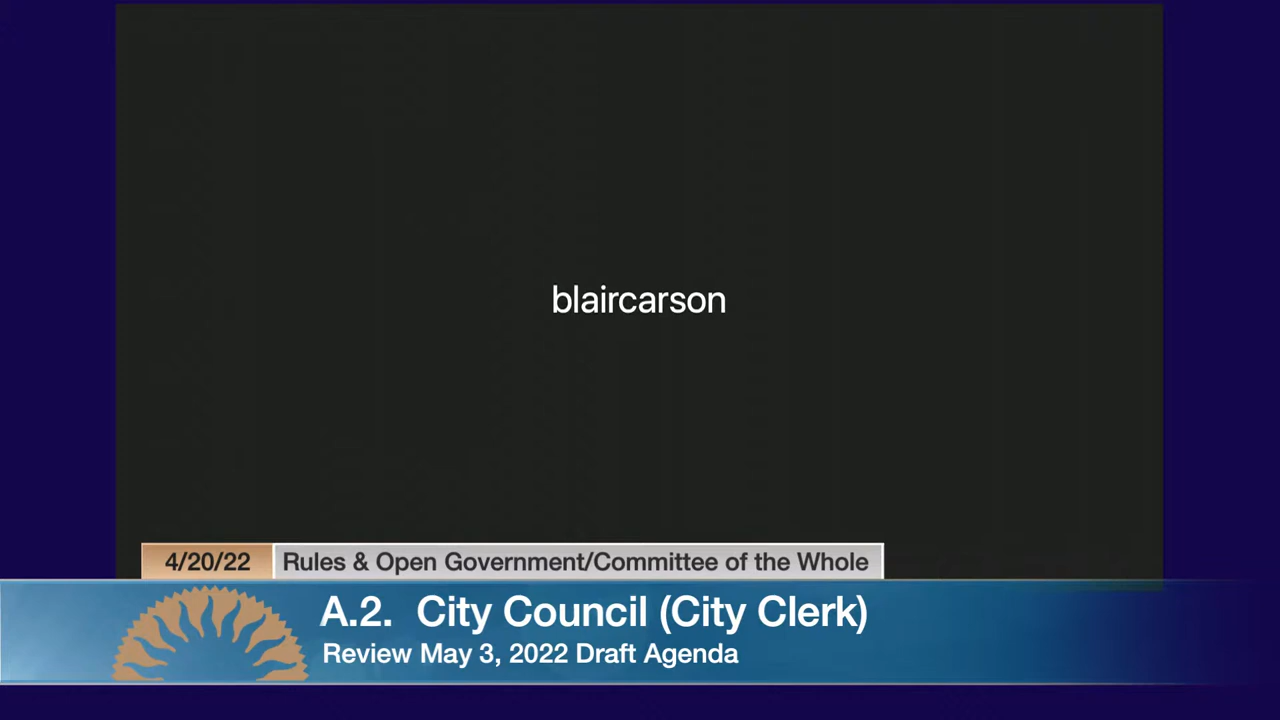 blaircarson
4/20/22 Rules & Open Government/Committee of the Whole
A.2. City Council (City Clerk)
Review May 3, 2022 Draft Agenda